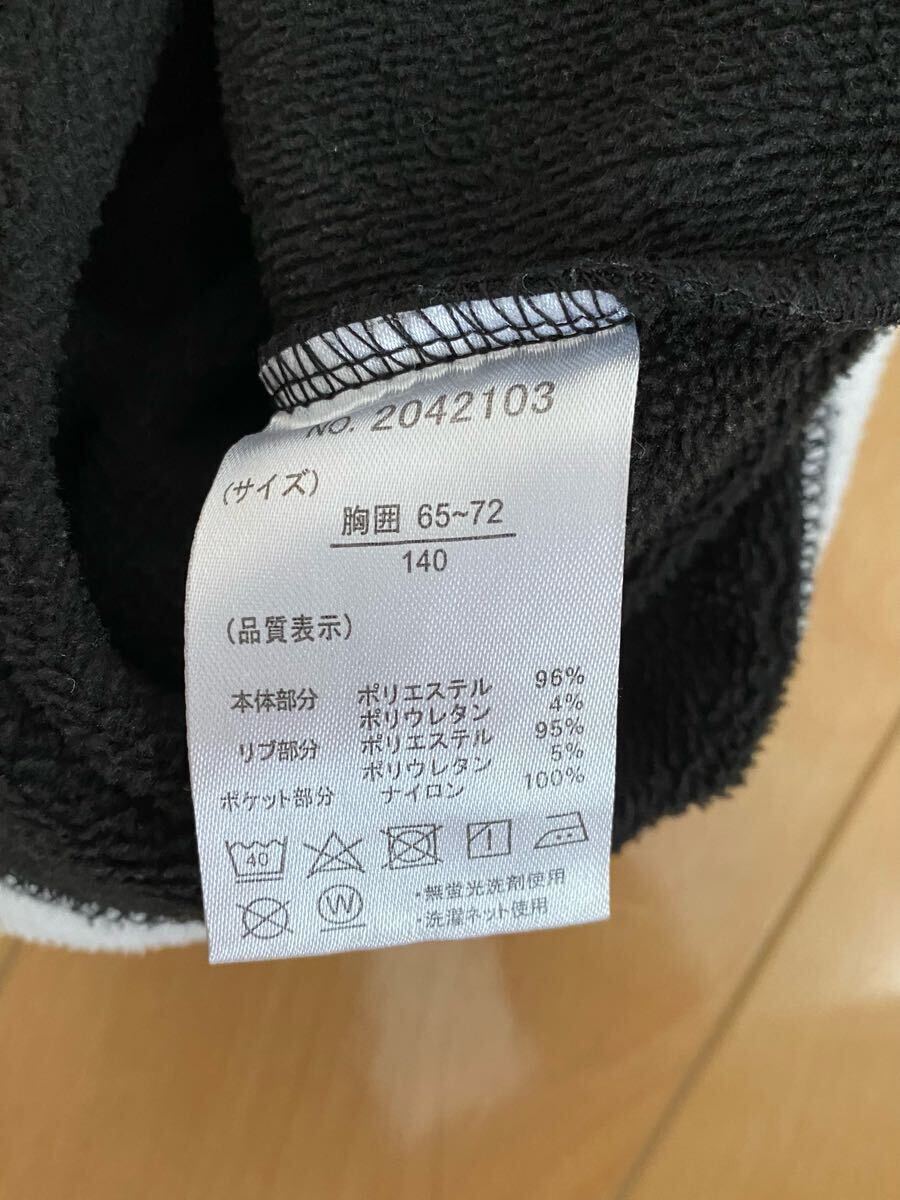 NO. 2042103
(サイズ)
胸囲 65~72
140
(品質表示)
本体部分 ポリエステル 96%
ポリウレタン 4%
リブ部分 ポリエステル 95%
ポリウレタン 5%
ポケット部分 ナイロン 100%
40
W
・無蛍光洗剤使用
・洗濯ネット使用